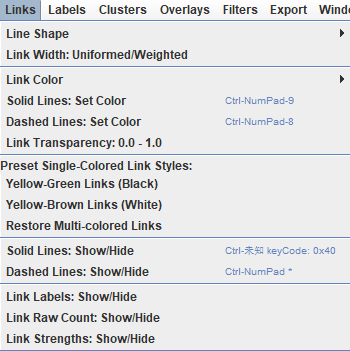 Links Labels Clusters Overlays Filters Export
Line Shape
Link Width: Uniformed/Weighted
Link Color
Solid Lines: Set Color Ctrl-NumPad-9
Dashed Lines: Set Color Ctrl-NumPad-8
Link Transparency: 0.0 - 1.0
Preset Single-Colored Link Styles:
Yellow-Green Links (Black)
Yellow-Brown Links (White)
Restore Multi-colored Links
Solid Lines: Show/Hide Ctrl-未知 keyCode: 0x40
Dashed Lines: Show/Hide Ctrl-NumPad *
Link Labels: Show/Hide
Link Raw Count: Show/Hide
Link Strengths: Show/Hide